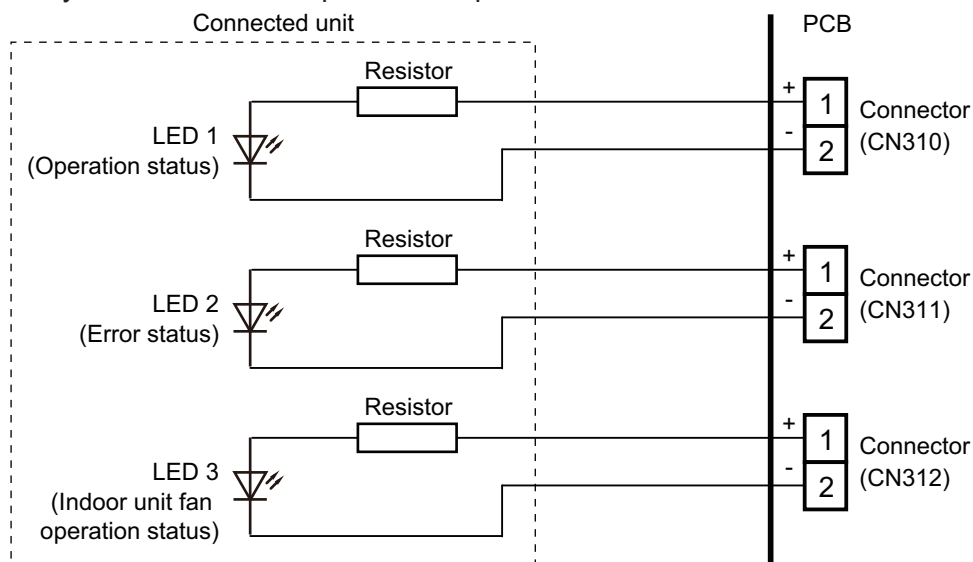 Connected unit
PCB
Resistor
LED 1
(Operation status)
+
-
1
2
Connector
(CN310)
Resistor
LED 2
(Error status)
+
-
1
2
Connector
(CN311)
Resistor
LED 3
(Indoor unit fan
operation status)
+
-
1
2
Connector
(CN312)